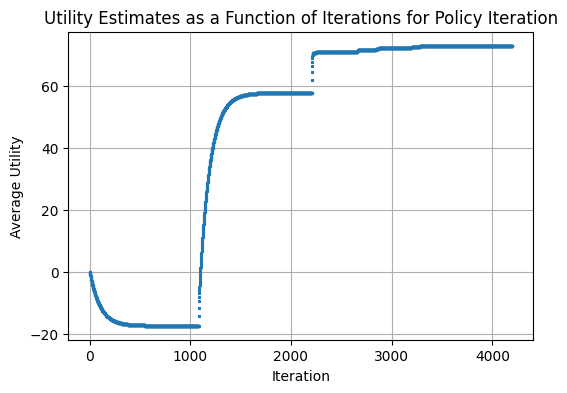 Utility Estimates as a Function of Iterations for Policy Iteration
60
40
20
0
−20
Average Utility
0 1000 2000 3000 4000
Iteration